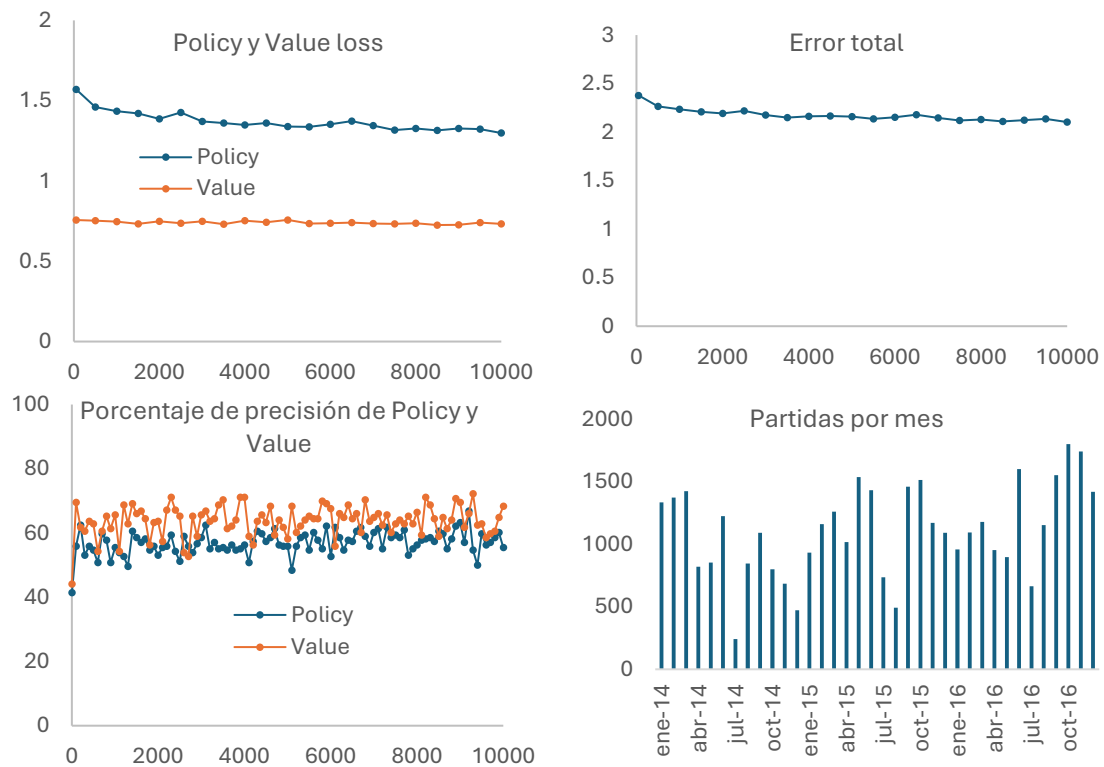 Policy y Value loss
2
1.5
1
0.5
0
Policy
Value
0 2000 4000 6000 8000 10000
Error total
3
2.5
2
1.5
1
0.5
0
0 2000 4000 6000 8000 10000
Porcentaje de precisión de Policy y
Value
100
80
60
40
20
0
Policy
Value
0 2000 4000 6000 8000 10000
Partidas por mes
2000
1500
1000
500
0
ene-14
abr-14
jul-14
oct-14
ene-15
abr-15
jul-15
oct-15
ene-16
abr-16
jul-16
oct-16